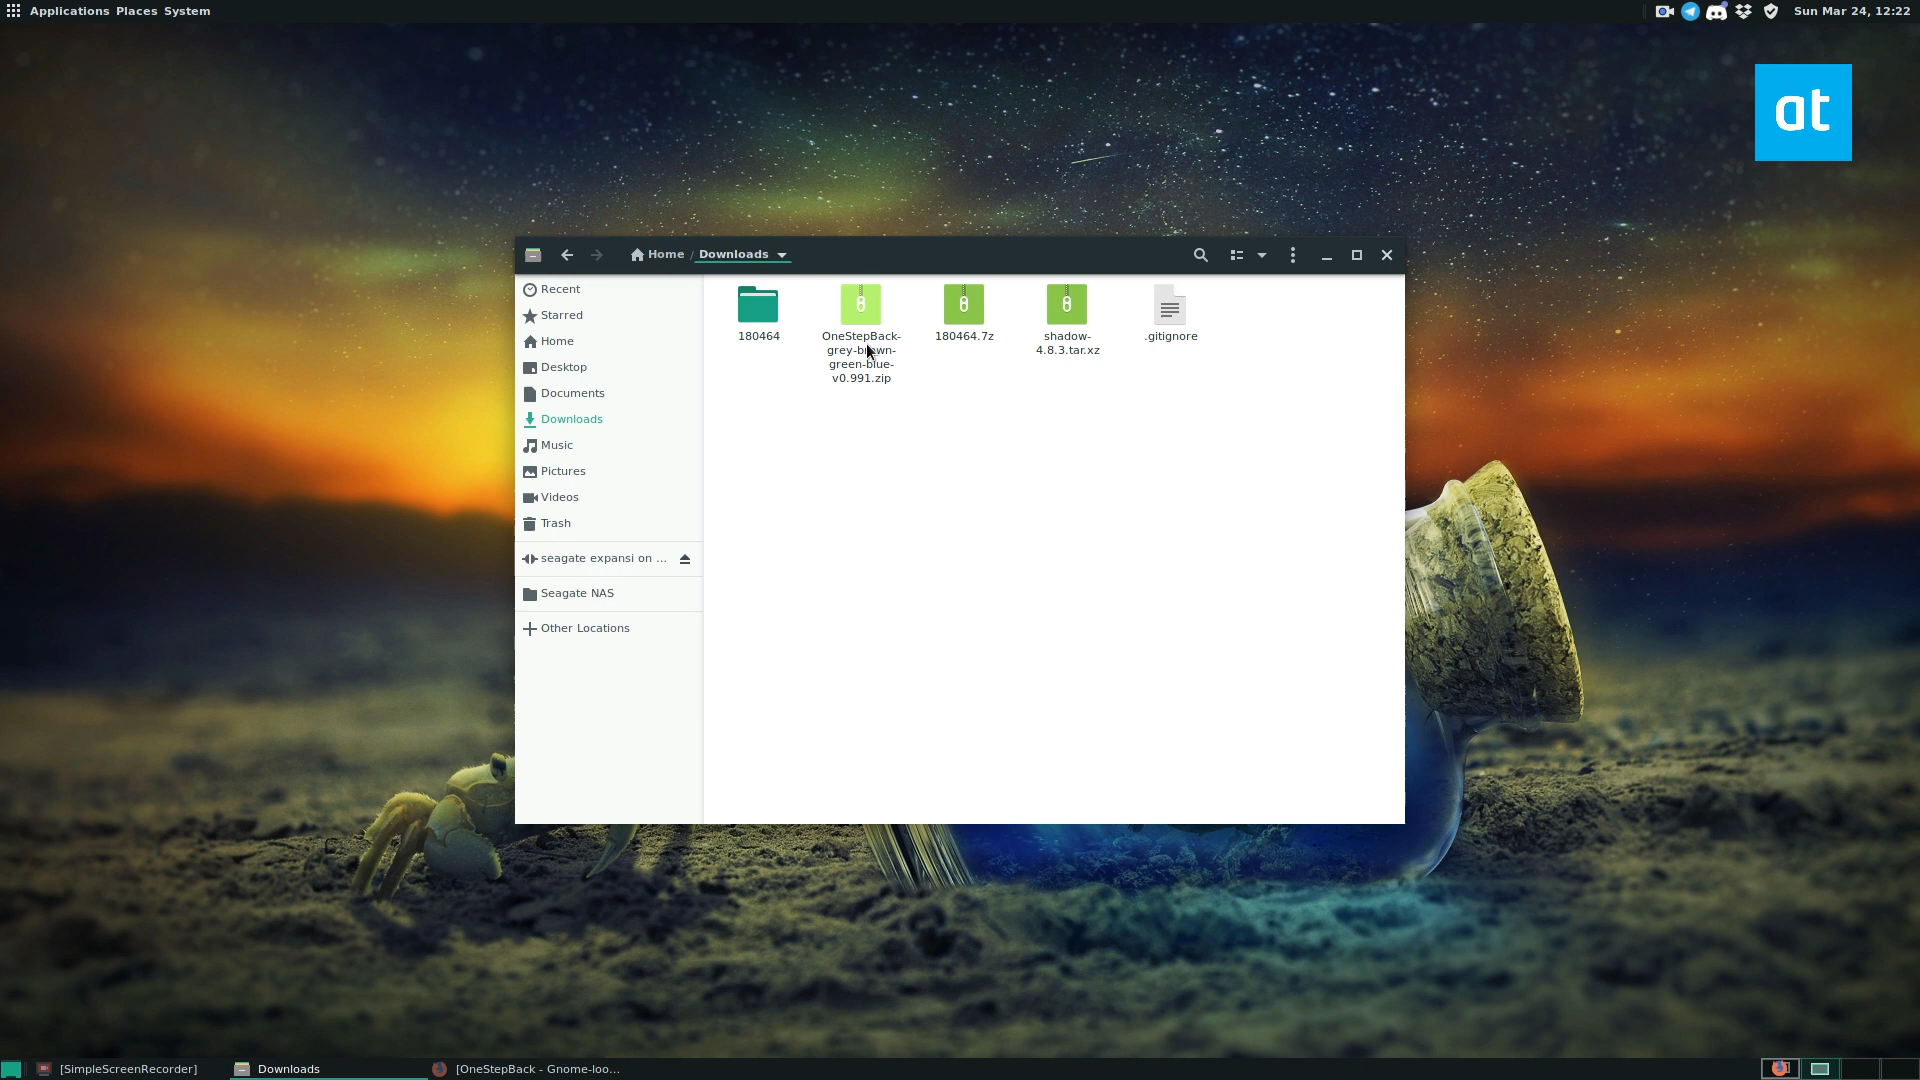 Applications Places System
Sun Mar 24, 12:22
at
Home / Downloads
Recent
Starred
Home
Desktop
Documents
Downloads
Music
Pictures
Videos
Trash
seagate expansi on ...
Seagate NAS
Other Locations
180464
OneStepBack-
grey-brown-
green-blue-
v0.991.zip
180464.7z
shadow-
4.8.3.tar.xz
.gitignore
[SimpleScreenRecorder]
Downloads
[OneStepBack - Gnome-loo...